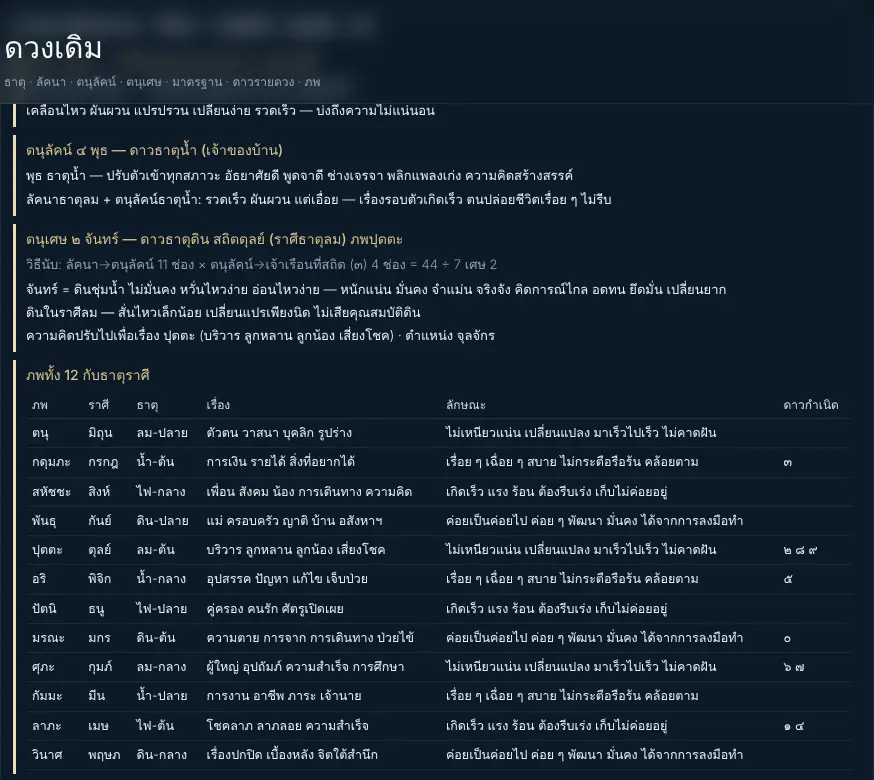 ดวงเดิม
ธาตุ · ลัคนา · ตนุลัคน์ · ตนุเศษ · มาตรฐาน · ดาวรายดวง · ภพ
เคลื่อนไหว ผันผวน แปรปรวน เปลี่ยนง่าย รวดเร็ว — บ่งถึงความไม่แน่นอน
ตนุลัคน์ ๔ พุธ — ดาวธาตุน้ำ (เจ้าของบ้าน)
พุธ ธาตุน้ำ — ปรับตัวเข้าทุกสภาวะ อัธยาศัยดี พูดจาดี ช่างเจรจา พลิกแพลงเก่ง ความคิดสร้างสรรค์
ลัคนาธาตุลม + ตนุลัคน์ธาตุน้ำ: รวดเร็ว ผันผวน แต่เอื่อย — เรื่องรอบตัวเกิดเร็ว ตนปล่อยชีวิตเรื่อย ๆ ไม่รีบ
ตนุเศษ ๒ จันทร์ — ดาวธาตุดิน สถิตตุลย์ (ราศีธาตุลม) ภพปุตตะ
วิธีนับ: ลัคนา→ตนุลัคน์ 11 ช่อง × ตนุลัคน์→เจ้าเรือนที่สถิต (๓) 4 ช่อง = 44 ÷ 7 เศษ 2
จันทร์ = ดินชุ่มน้ำ ไม่มั่นคง หวั่นไหวง่าย อ่อนไหวง่าย — หนักแน่น มั่นคง จำแม่น จริงจัง คิดการณ์ไกล อดทน ยึดมั่น เปลี่ยนยาก
ดินในราศีลม — สั่นไหวเล็กน้อย เปลี่ยนแปรเพียงนิด ไม่เสียคุณสมบัติดิน
ความคิดปรับไปเพื่อเรื่อง ปุตตะ (บริวาร ลูกหลาน ลูกน้อง เสี่ยงโชค) · ตำแหน่ง จุลจักร
ภพทั้ง 12 กับธาตุราศี
ภพ ราศี ธาตุ เรื่อง ลักษณะ ดาวกำเนิด
ตนุ มิถุน ลม-ปลาย ตัวตน วาสนา บุคลิก รูปร่าง ไม่เหนียวแน่น เปลี่ยนแปลง มาเร็วไปเร็ว ไม่คาดฝัน
กดุมภะ กรกฎ น้ำ-ต้น การเงิน รายได้ สิ่งที่อยากได้ เรื่อย ๆ เฉื่อย ๆ สบาย ไม่กระตือรือร้น คล้อยตาม ๓
สหัชชะ สิงห์ ไฟ-กลาง เพื่อน สังคม น้อง การเดินทาง ความคิด เกิดเร็ว แรง ร้อน ต้องรีบเร่ง เก็บไม่ค่อยอยู่
พันธุ กันย์ ดิน-ปลาย แม่ ครอบครัว ญาติ บ้าน อสังหาฯ ค่อยเป็นค่อยไป ค่อย ๆ พัฒนา มั่นคง ได้จากการลงมือทำ
ปุตตะ ตุลย์ ลม-ต้น บริวาร ลูกหลาน ลูกน้อง เสี่ยงโชค ไม่เหนียวแน่น เปลี่ยนแปลง มาเร็วไปเร็ว ไม่คาดฝัน ๒ ๘ ๙
อริ พิจิก น้ำ-กลาง อุปสรรค ปัญหา แก้ไข เจ็บป่วย เรื่อย ๆ เฉื่อย ๆ สบาย ไม่กระตือรือร้น คล้อยตาม ๕
ปัตนิ ธนู ไฟ-ปลาย คู่ครอง คนรัก ศัตรูเปิดเผย เกิดเร็ว แรง ร้อน ต้องรีบเร่ง เก็บไม่ค่อยอยู่
มรณะ มกร ดิน-ต้น ความตาย การจาก การเดินทาง ป่วยไข้ ค่อยเป็นค่อยไป ค่อย ๆ พัฒนา มั่นคง ได้จากการลงมือทำ ๐
ศุภะ กุมภ์ ลม-กลาง ผู้ใหญ่ อุปถัมภ์ ความสำเร็จ การศึกษา ไม่เหนียวแน่น เปลี่ยนแปลง มาเร็วไปเร็ว ไม่คาดฝัน ๖ ๗
กัมมะ มีน น้ำ-ปลาย การงาน อาชีพ ภาระ เจ้านาย เรื่อย ๆ เฉื่อย ๆ สบาย ไม่กระตือรือร้น คล้อยตาม
ลาภะ เมษ ไฟ-ต้น โชคลาภ ลาภลอย ความสำเร็จ เกิดเร็ว แรง ร้อน ต้องรีบเร่ง เก็บไม่ค่อยอยู่ ๑ ๔
วินาศ พฤษภ ดิน-กลาง เรื่องปกปิด เบื้องหลัง จิตใต้สำนึก ค่อยเป็นค่อยไป ค่อย ๆ พัฒนา มั่นคง ได้จากการลงมือทำ